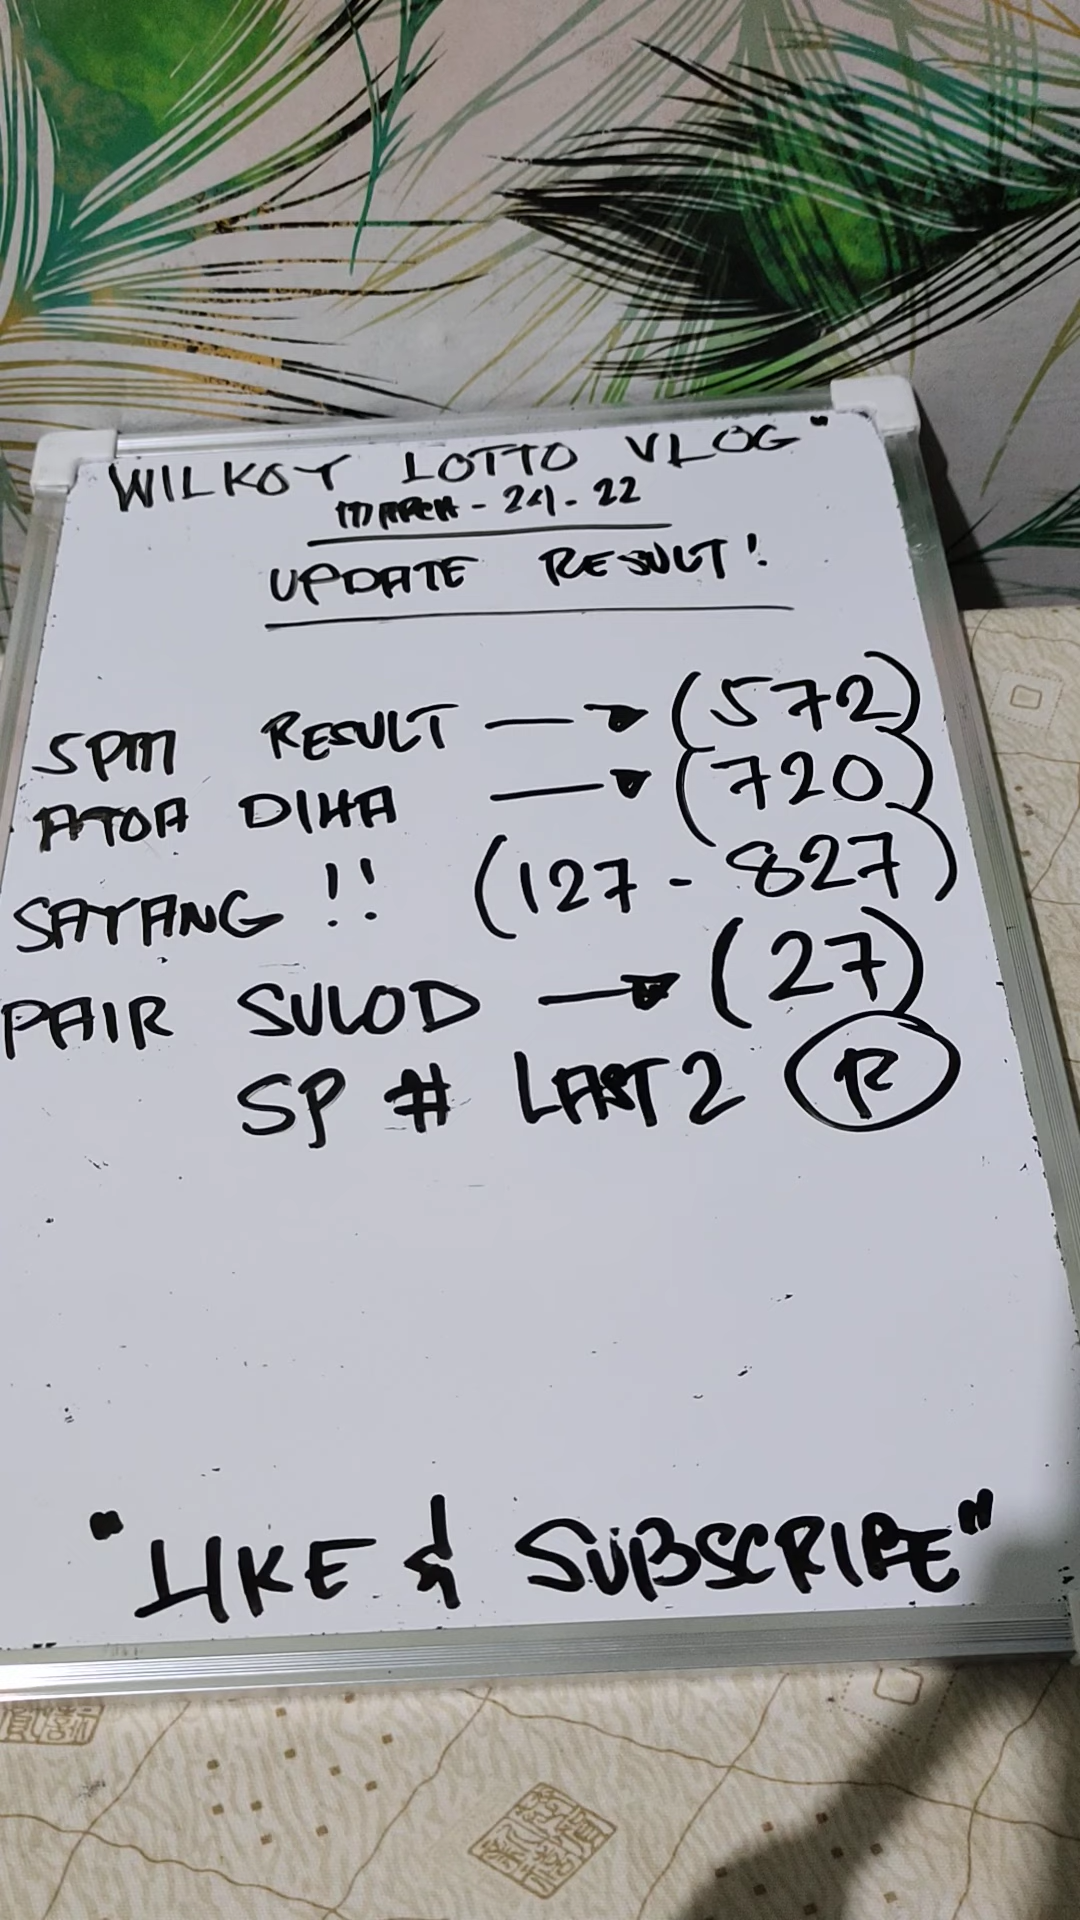 WILKOY LOTTO VLOG"
MARCH - 24 - 22
UPDATE RESULT!
5PM RESULT → (572)
ATOA DIHA → (720)
SAYANG !! (127 - 827)
PAIR SULOD → (27)
SP # LAST 2 R
"LIKE & SUBSCRIBE"